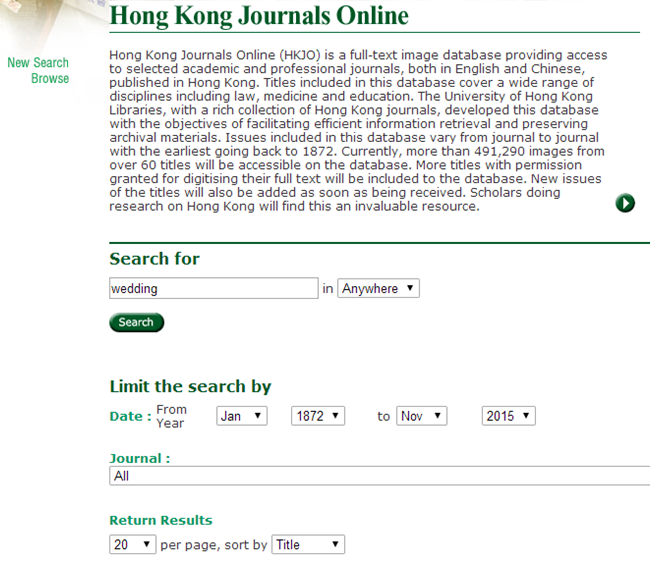 Hong Kong Journals Online
New Search
Browse
Hong Kong Journals Online (HKJO) is a full-text image database providing access
to selected academic and professional journals, both in English and Chinese,
published in Hong Kong. Titles included in this database cover a wide range of
disciplines including law, medicine and education. The University of Hong Kong
Libraries, with a rich collection of Hong Kong journals, developed this database
with the objectives of facilitating efficient information retrieval and preserving
archival materials. Issues included in this database vary from journal to journal
with the earliest going back to 1872. Currently, more than 491,290 images from
over 60 titles will be accessible on the database. More titles with permission
granted for digitising their full text will be included to the database. New issues
of the titles will also be added as soon as being received. Scholars doing
research on Hong Kong will find this an invaluable resource.
Search for
wedding in Anywhere
Search
Limit the search by
Date : From Year Jan 1872 to Nov 2015
Journal :
All
Return Results
20 per page, sort by Title